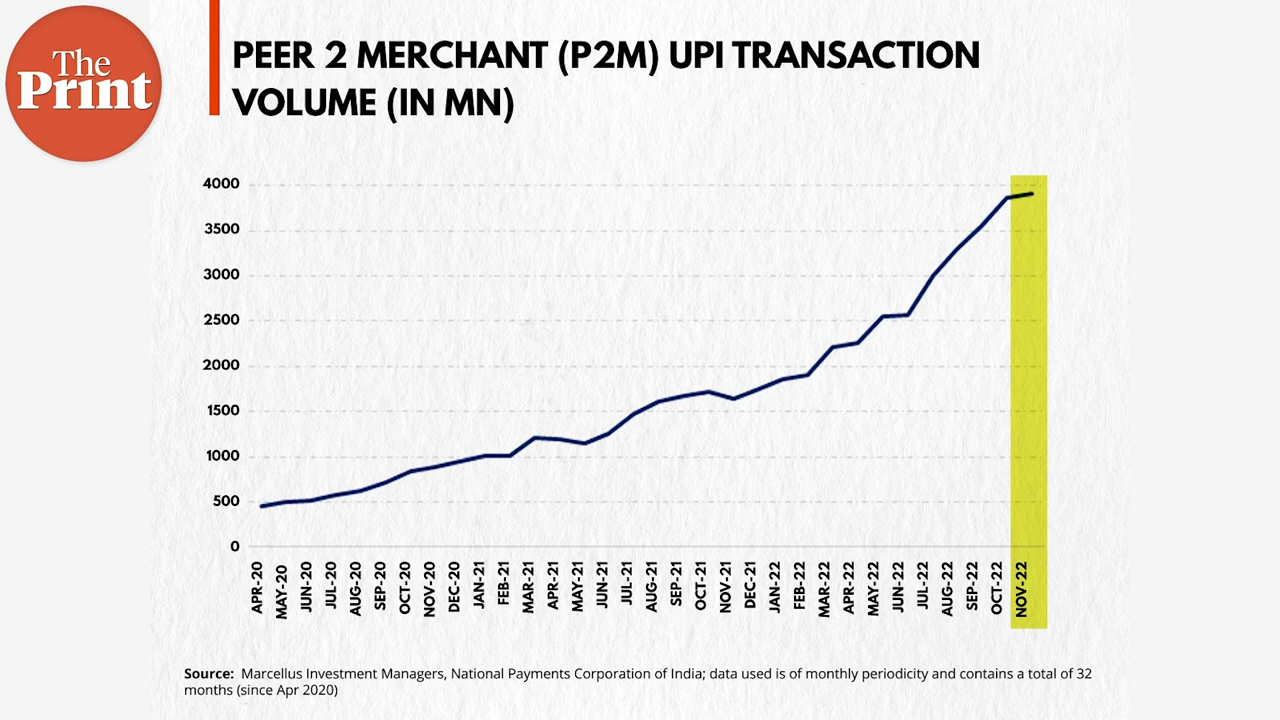 The
Print
PEER 2 MERCHANT (P2M) UPI TRANSACTION
VOLUME (IN MN)
4000
3500
3000
2500
2000
1500
1000
500
0
APR-20
MAY-20
JUN-20
JUL-20
AUG-20
SEP-20
OCT-20
NOV-20
DEC-20
JAN-21
FEB-21
MAR-21
APR-21
MAY-21
JUN-21
JUL-21
AUG-21
SEP-21
OCT-21
NOV-21
DEC-21
JAN-22
FEB-22
MAR-22
APR-22
MAY-22
JUN-22
JUL-22
AUG-22
SEP-22
OCT-22
NOV-22
Source: Marcellus Investment Managers, National Payments Corporation of India; data used is of monthly periodicity and contains a total of 32
months (since Apr 2020)